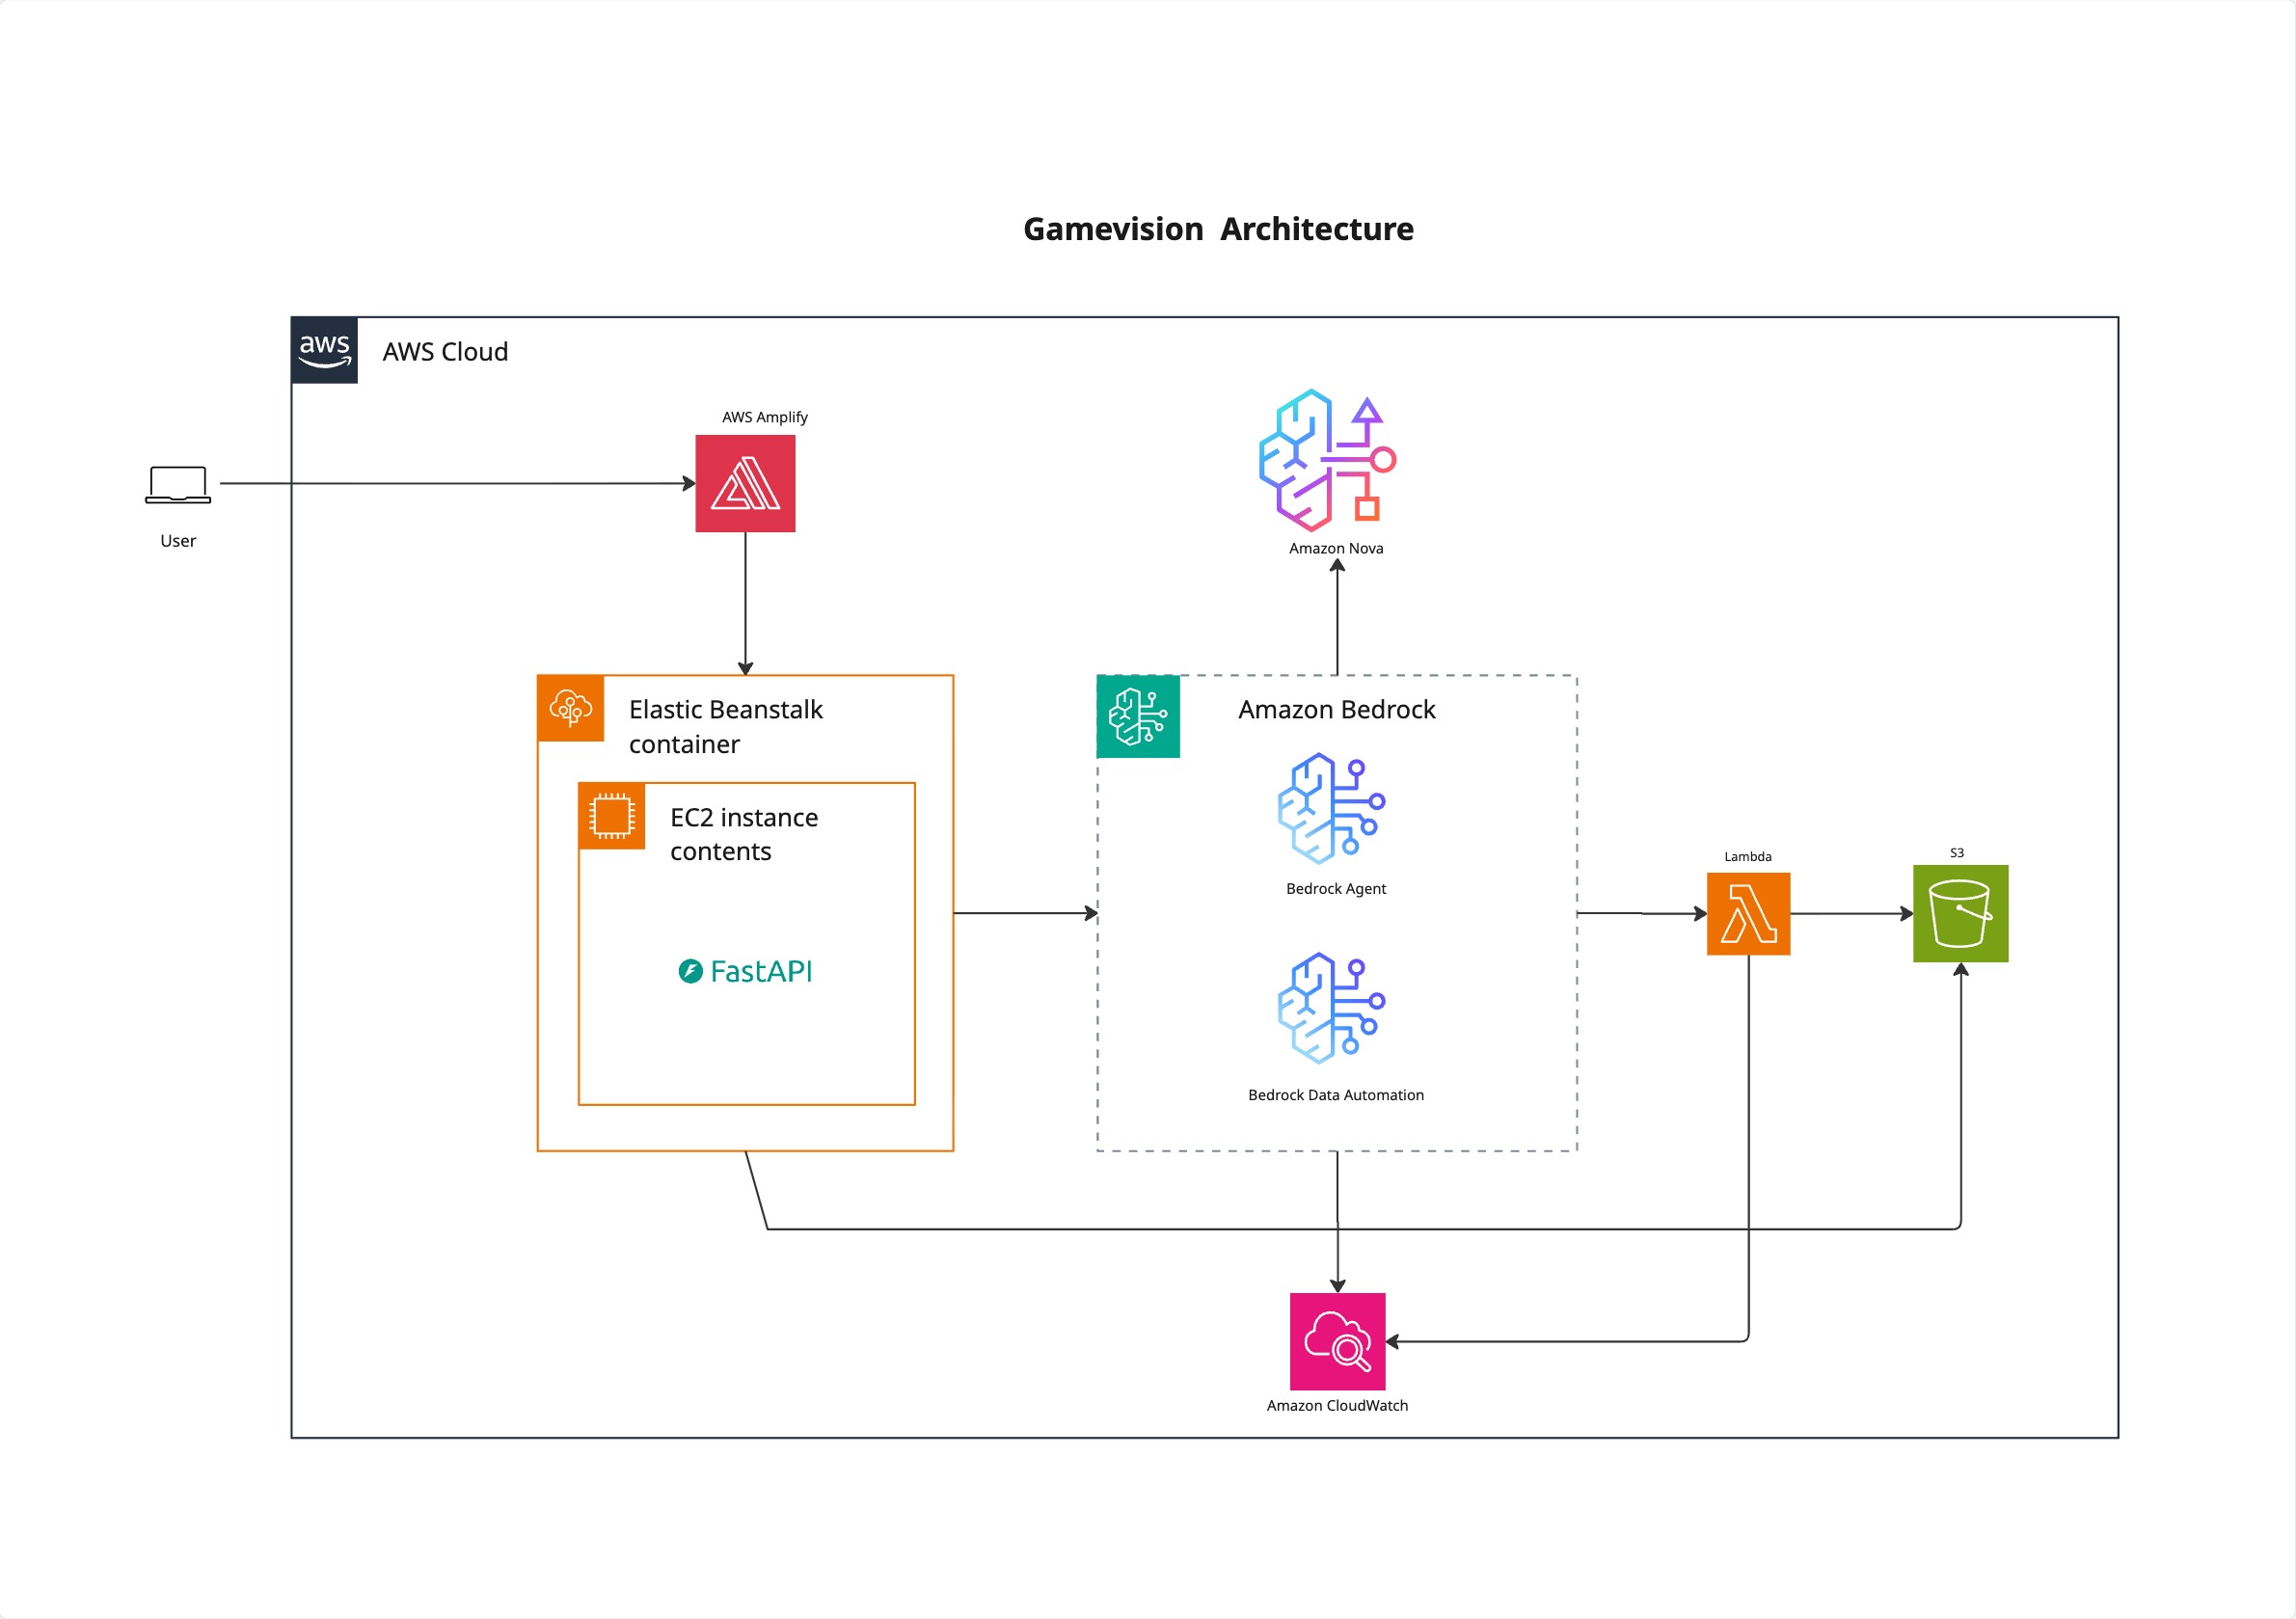 Gamevision Architecture
aws
AWS Cloud
AWS Amplify
User
Amazon Nova
Elastic Beanstalk
container
EC2 instance
contents
FastAPI
Amazon Bedrock
Bedrock Agent
Bedrock Data Automation
Lambda
S3
Amazon CloudWatch